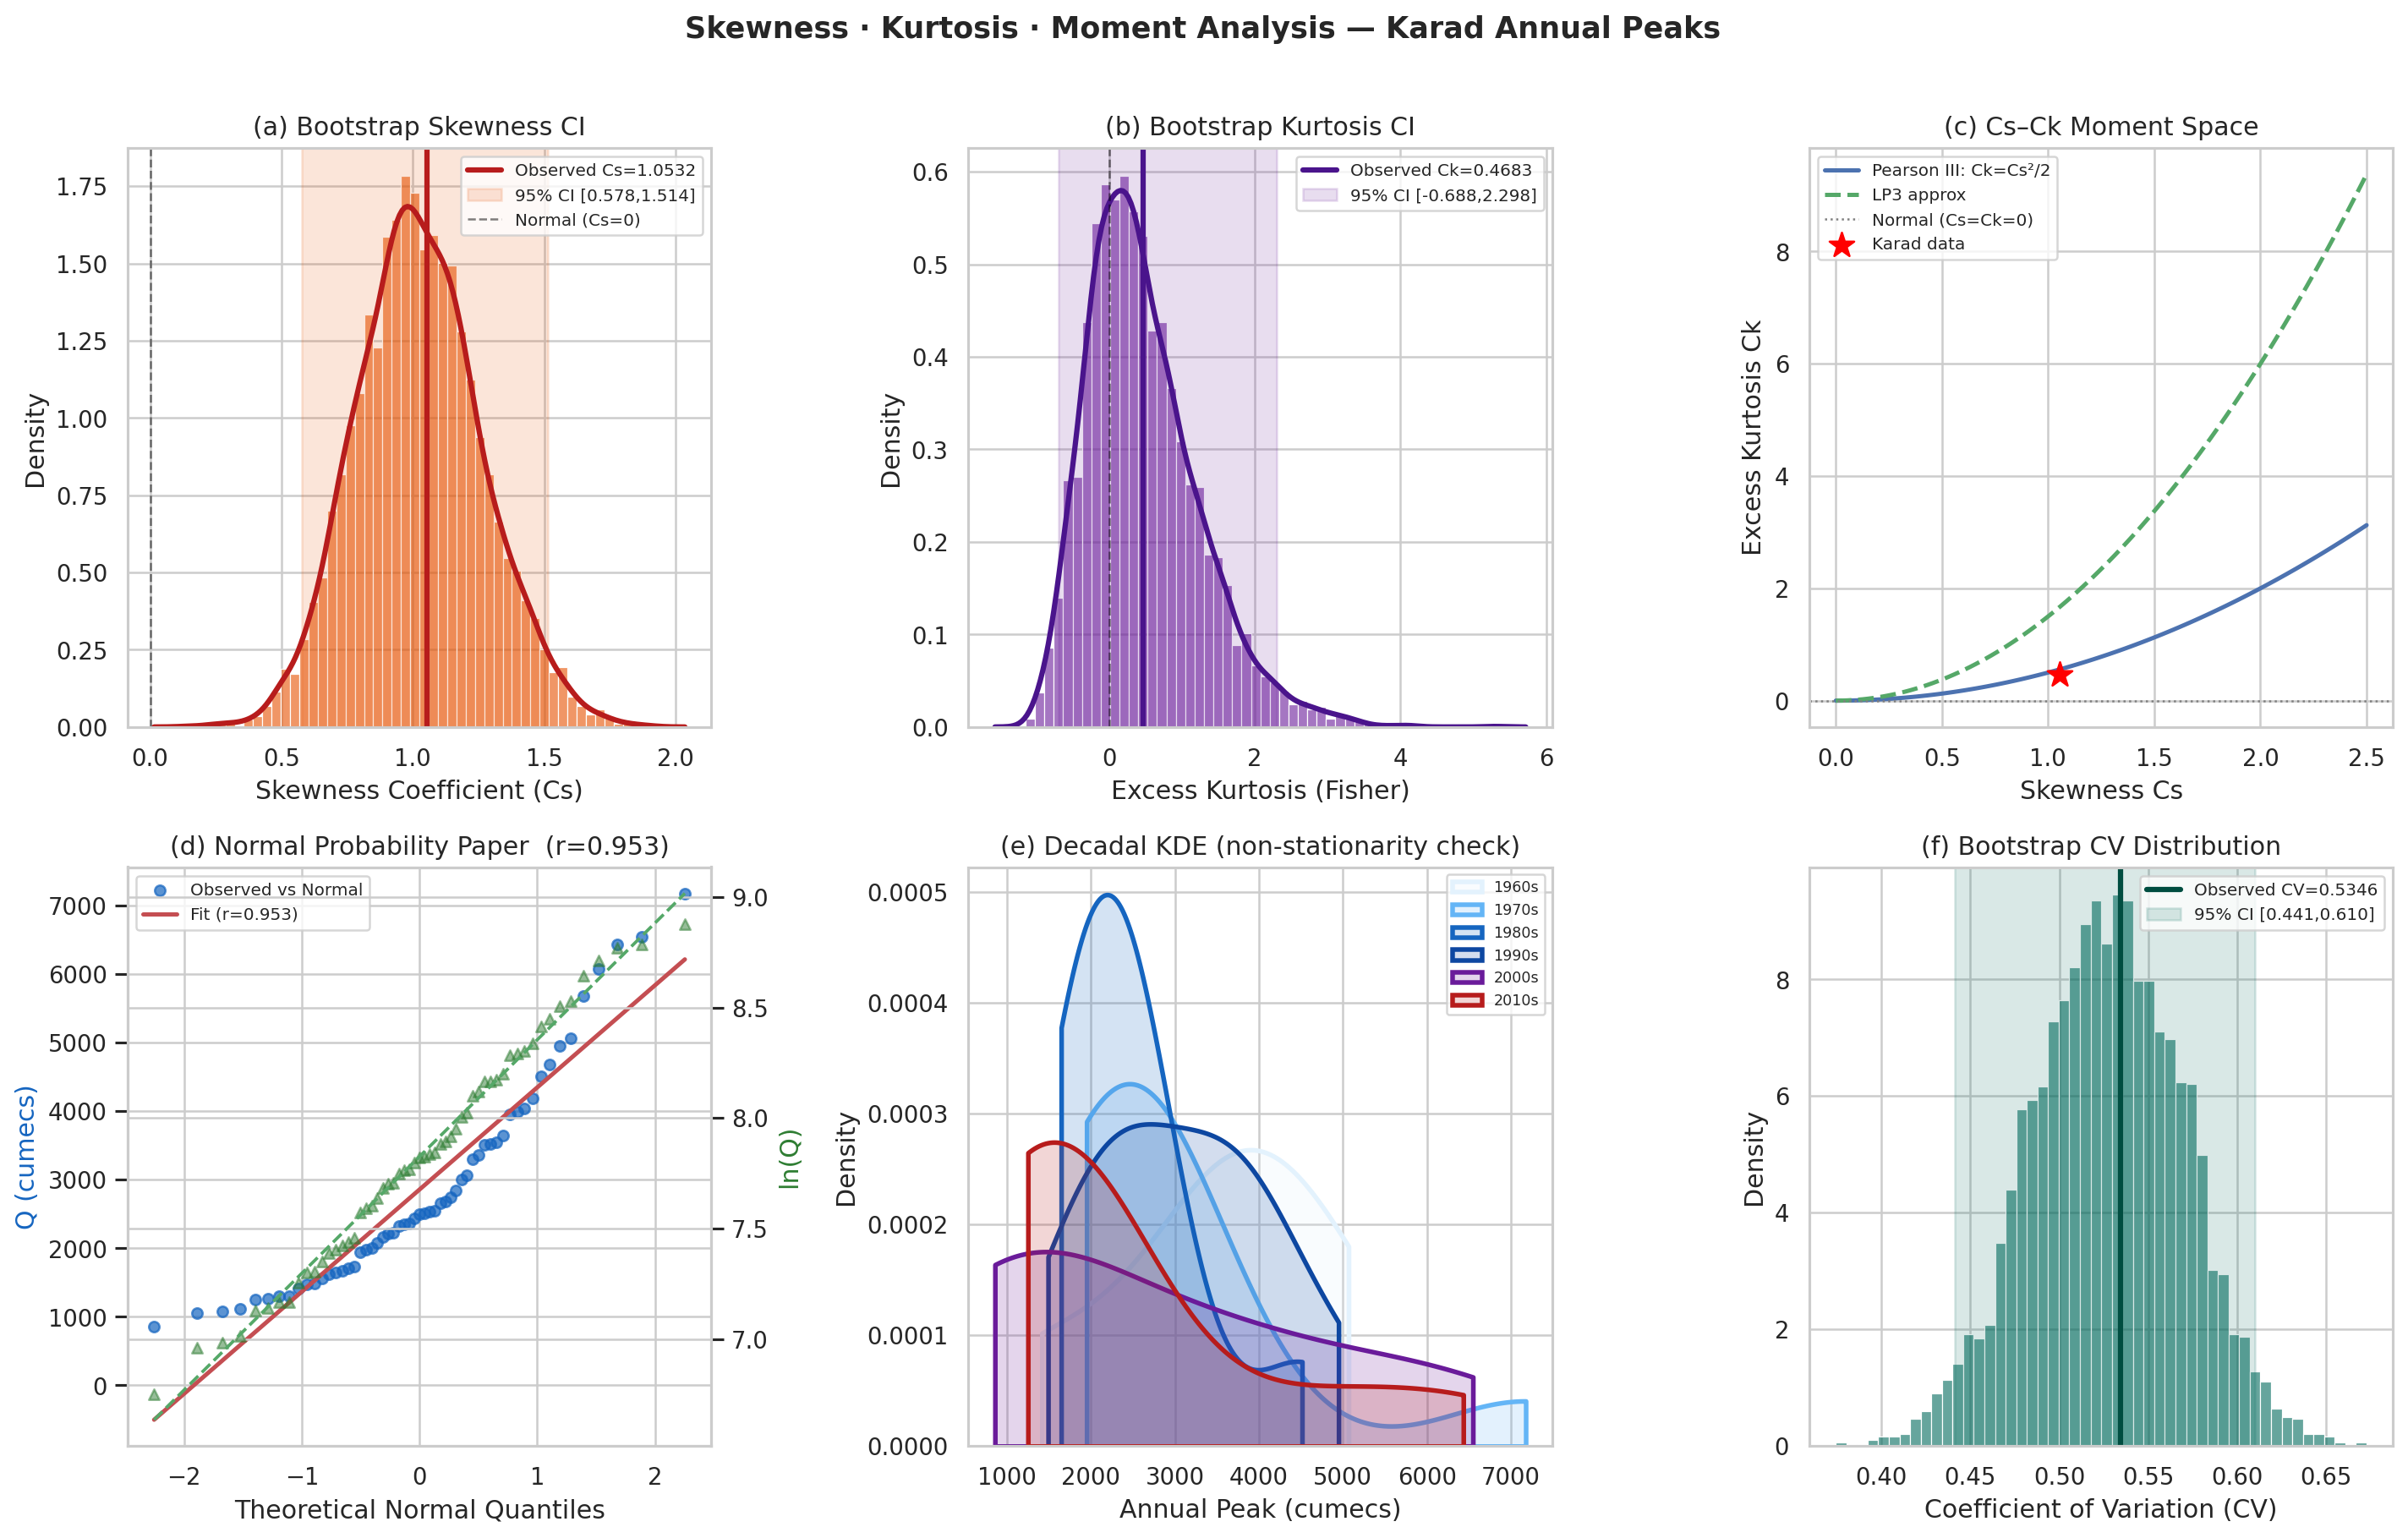 Skewness · Kurtosis · Moment Analysis — Karad Annual Peaks
(a) Bootstrap Skewness CI
Observed Cs=1.0532
95% CI [0.578,1.514]
Normal (Cs=0)
1.75
1.50
1.25
1.00
0.75
0.50
0.25
0.00
Density
0.0
0.5
1.0
1.5
2.0
Skewness Coefficient (Cs)
(b) Bootstrap Kurtosis CI
Observed Ck=0.4683
95% CI [-0.688,2.298]
0.6
0.5
0.4
0.3
0.2
0.1
0.0
Density
0
2
4
6
Excess Kurtosis (Fisher)
(c) Cs–Ck Moment Space
Pearson III: Ck=Cs²/2
LP3 approx
Normal (Cs=Ck=0)
Karad data
8
6
4
2
0
Excess Kurtosis Ck
0.0
0.5
1.0
1.5
2.0
2.5
Skewness Cs
(d) Normal Probability Paper  (r=0.953)
Observed vs Normal
Fit (r=0.953)
7000
6000
5000
4000
3000
2000
1000
0
Q (cumecs)
9.0
8.5
8.0
7.5
7.0
ln(Q)
−2
−1
0
1
2
Theoretical Normal Quantiles
(e) Decadal KDE (non-stationarity check)
1960s
1970s
1980s
1990s
2000s
2010s
0.0005
0.0004
0.0003
0.0002
0.0001
0.0000
Density
1000
2000
3000
4000
5000
6000
7000
Annual Peak (cumecs)
(f) Bootstrap CV Distribution
Observed CV=0.5346
95% CI [0.441,0.610]
8
6
4
2
0
Density
0.40
0.45
0.50
0.55
0.60
0.65
Coefficient of Variation (CV)